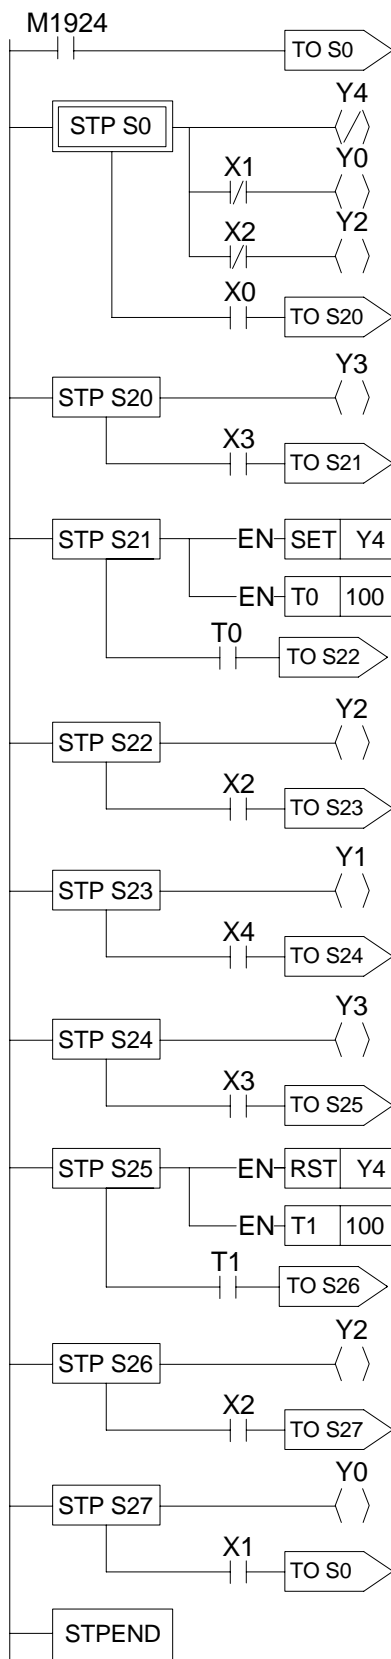 M1924
TO S0
Y4
STP S0
X1 Y0
X2 Y2
X0
TO S20
Y3
STP S20
X3
TO S21
STP S21 EN SET Y4
EN T0 100
T0
TO S22
Y2
STP S22
X2
TO S23
Y1
STP S23
X4
TO S24
Y3
STP S24
X3
TO S25
STP S25 EN RST Y4
EN T1 100
T1
TO S26
Y2
STP S26
X2
TO S27
Y0
STP S27
X1
TO S0
STPEND